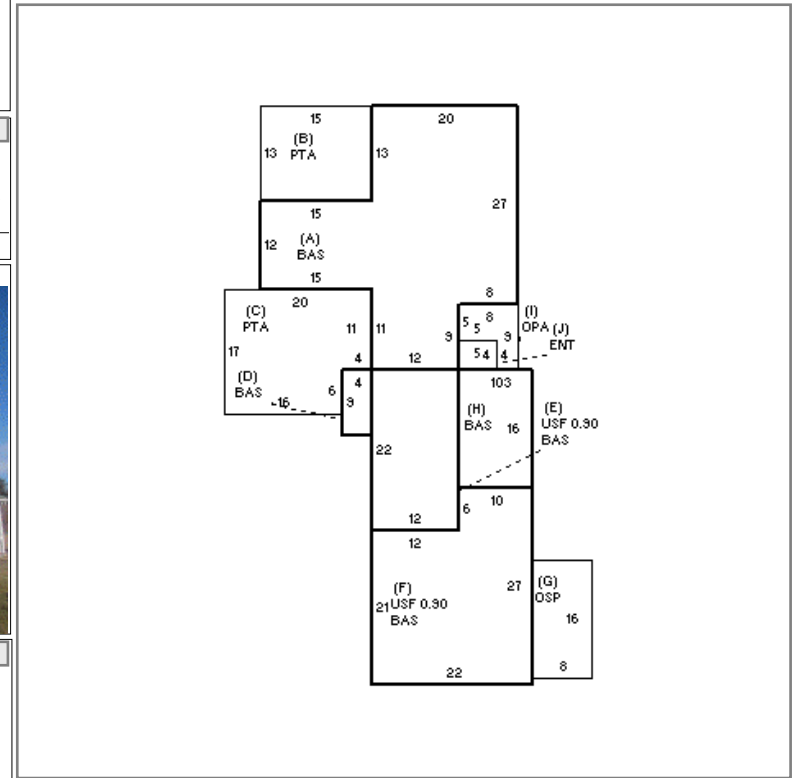 15
20
(B)
PTA
13
13
27
15
(A)
BAS
12
15
20
8
(C)
PTA
(I)
OPA
(J)
ENT
5
8
5
11
11
9
9
17
4
12
5
4
4
(D)
BAS
4
103
6
9
16
(H)
BAS
16
(E)
USF 0.90
BAS
22
6
10
12
12
(F)
USF 0.90
BAS
21
27
(G)
OSP
16
8
22